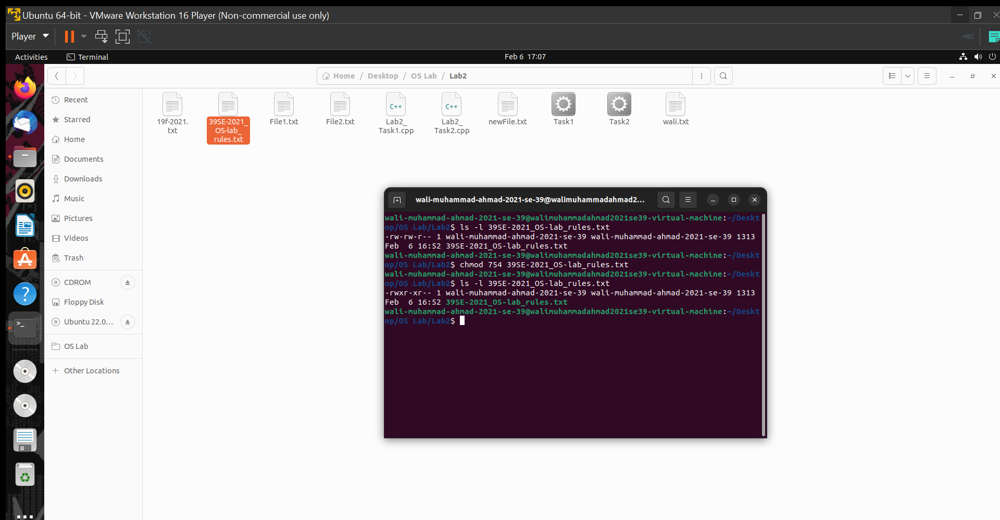 Ubuntu 64-bit - VMware Workstation 16 Player (Non-commercial use only)
Player
Activities
Terminal
Feb 6 17:07
Home / Desktop / OS Lab / Lab2
Recent
Starred
Home
Documents
Downloads
Music
Pictures
Videos
Trash
CDROM
Floppy Disk
Ubuntu 22.0...
OS Lab
Other Locations
19f-2021.
txt
39SE-2021_
OS-lab_
rules.txt
File1.txt
File2.txt
C++
Lab2_
Task1.cpp
C++
Lab2_
Task2.cpp
newFile.txt
Task1
Task2
wali.txt
wali-muhammad-ahmad-2021-se-39@walimuhammadahmad2...
wali-muhammad-ahmad-2021-se-39@walimuhammadahmad2021se39-virtual-machine:~/Deskt
op/OS Lab/Lab2$ ls -l 39SE-2021_OS-lab_rules.txt
-rw-rw-r-- 1 wali-muhammad-ahmad-2021-se-39 wali-muhammad-ahmad-2021-se-39 1313
Feb  6 16:52 39SE-2021_OS-lab_rules.txt
wali-muhammad-ahmad-2021-se-39@walimuhammadahmad2021se39-virtual-machine:~/Deskt
op/OS Lab/Lab2$ chmod 754 39SE-2021_OS-lab_rules.txt
wali-muhammad-ahmad-2021-se-39@walimuhammadahmad2021se39-virtual-machine:~/Deskt
op/OS Lab/Lab2$ ls -l 39SE-2021_OS-lab_rules.txt
-rwxr-xr-- 1 wali-muhammad-ahmad-2021-se-39 wali-muhammad-ahmad-2021-se-39 1313
Feb  6 16:52 39SE-2021_OS-lab_rules.txt
wali-muhammad-ahmad-2021-se-39@walimuhammadahmad2021se39-virtual-machine:~/Deskt
op/OS Lab/Lab2$